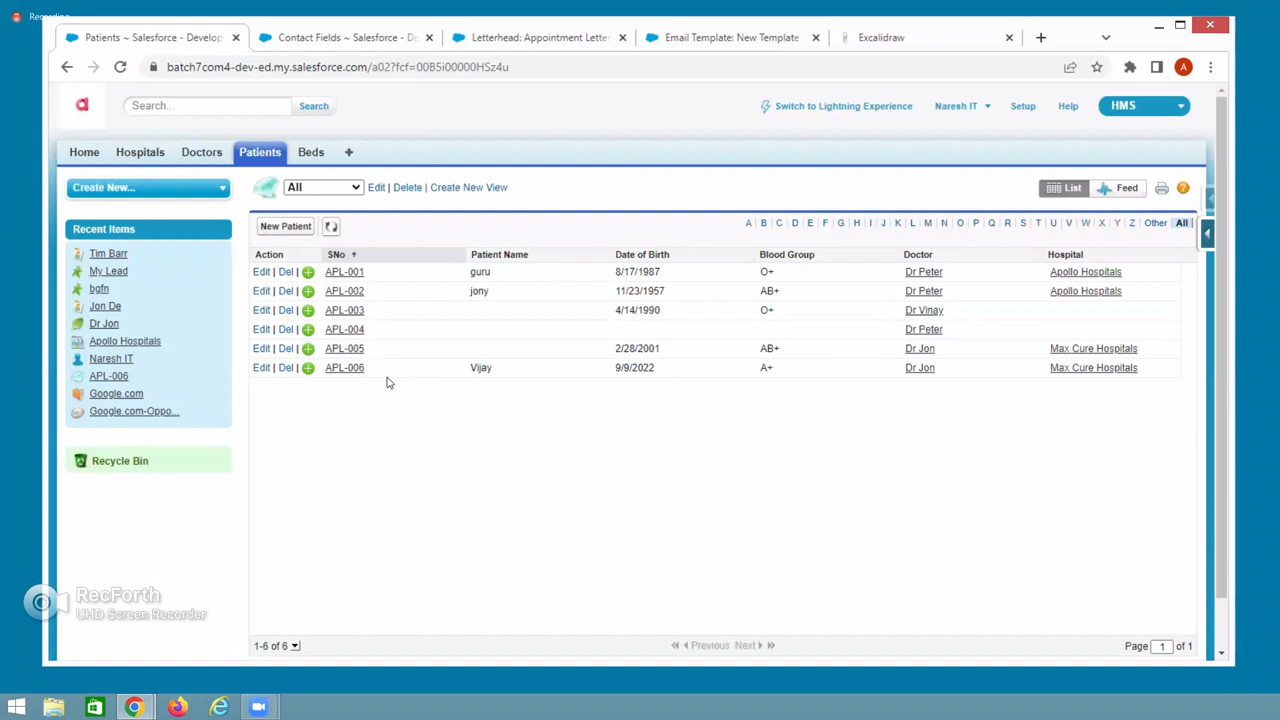 Recording
Patients ~ Salesforce - Develop
Contact Fields ~ Salesforce - De
Letterhead: Appointment Letter
Email Template: New Template
Excalidraw
batch7com4-dev-ed.my.salesforce.com/a02?fcf=00B5i00000HSz4u
A
a
Search...
Search
Switch to Lightning Experience
Naresh IT
Setup
Help
HMS
Home
Hospitals
Doctors
Patients
Beds
+
Create New...
All
Edit | Delete | Create New View
List
Feed
Recent Items
Tim Barr
My Lead
bgfn
Jon De
Dr Jon
Apollo Hospitals
Naresh IT
APL-006
Google.com
Google.com-Oppo...
Recycle Bin
New Patient
A B C D E F G H I J K L M N O P Q R S T U V W X Y Z Other All
Action SNo Patient Name Date of Birth Blood Group Doctor Hospital
Edit | Del | APL-001 guru 8/17/1987 O+ Dr Peter Apollo Hospitals
Edit | Del | APL-002 jony 11/23/1957 AB+ Dr Peter Apollo Hospitals
Edit | Del | APL-003 4/14/1990 O+ Dr Vinay
Edit | Del | APL-004 Dr Peter
Edit | Del | APL-005 2/28/2001 AB+ Dr Jon Max Cure Hospitals
Edit | Del | APL-006 Vijay 9/9/2022 A+ Dr Jon Max Cure Hospitals
RecForth
UHD Screen Recorder
1-6 of 6
Previous Next
Page 1 of 1